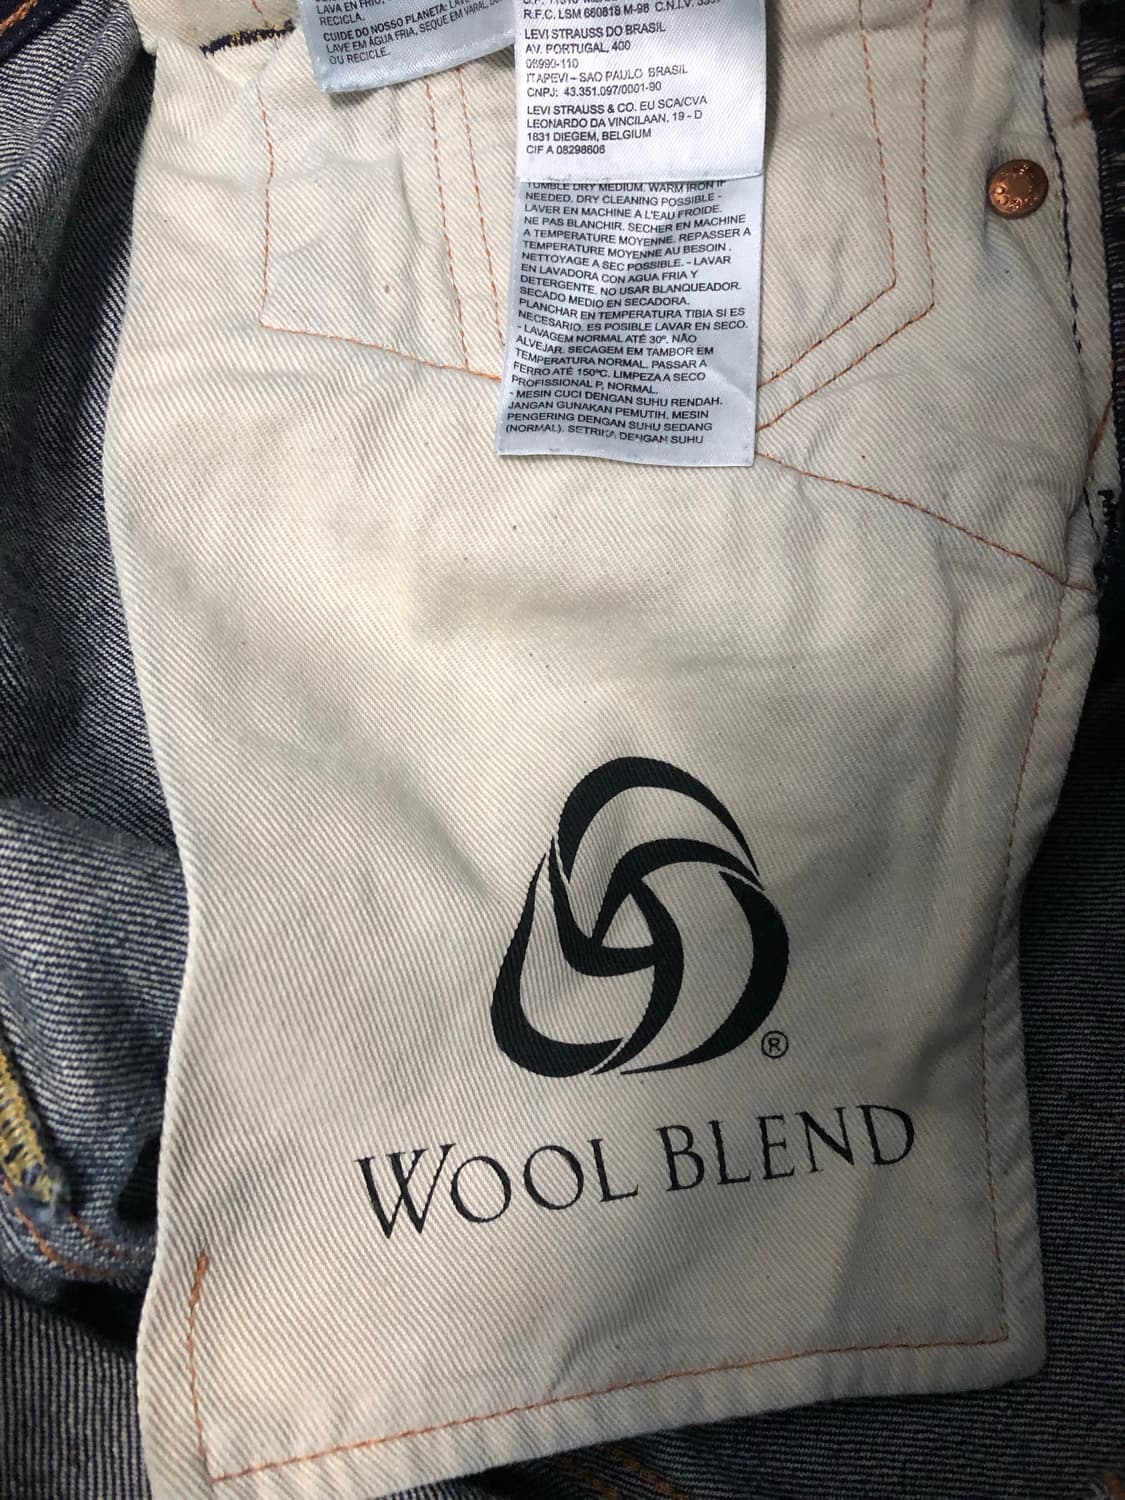 LAVA EN FRIO,
RECICLA.
CUIDE DO NOSSO PLANETA: LAVE
LAVE EM ÁGUA FRIA, SEQUE EM VARAL,
OU RECICLE.
R.F.C. LSM 660818 M-98 C.N.I.V.
LEVI STRAUSS DO BRASIL
AV. PORTUGAL, 400
06690-110
ITAPEVI - SAO PAULO BRASIL
CNPJ: 43.351.097/0001-90
LEVI STRAUSS & CO. EU SCA/CVA
LEONARDO DA VINCILAAN, 19 - D
1831 DIEGEM, BELGIUM
CIF A 08298606
TUMBLE DRY MEDIUM. WARM IRON IF
NEEDED. DRY CLEANING POSSIBLE -
LAVER EN MACHINE A L'EAU FROIDE.
NE PAS BLANCHIR. SECHER EN MACHINE
A TEMPERATURE MOYENNE. REPASSER A
TEMPERATURE MOYENNE AU BESOIN .
NETTOYAGE A SEC POSSIBLE. - LAVAR
EN LAVADORA CON AGUA FRIA Y
DETERGENTE. NO USAR BLANQUEADOR.
SECADO MEDIO EN SECADORA.
PLANCHAR EN TEMPERATURA TIBIA SI ES
NECESARIO. ES POSIBLE LAVAR EN SECO.
- LAVAGEM NORMAL ATÉ 30º. NÃO
ALVEJAR. SECAGEM EM TAMBOR EM
TEMPERATURA NORMAL. PASSAR A
FERRO ATÉ 150ºC. LIMPEZA A SECO
PROFISSIONAL P, NORMAL.
- MESIN CUCI DENGAN SUHU RENDAH.
JANGAN GUNAKAN PEMUTIH. MESIN
PENGERING DENGAN SUHU SEDANG
(NORMAL). SETRIKA DENGAN SUHU
®
WOOL BLEND